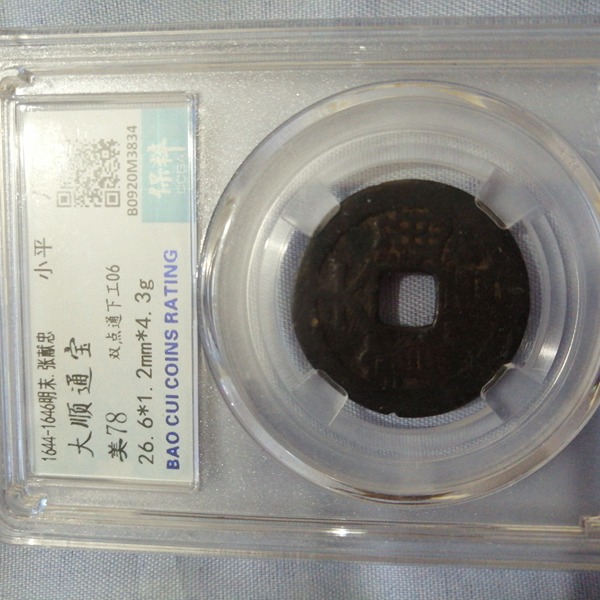 1644-1646明末.张献忠 小平
大顺通宝
美78 双点通下工06
26.6*1.2mm*4.3g
BAO CUI COINS RATING
B0920M3834
保粹